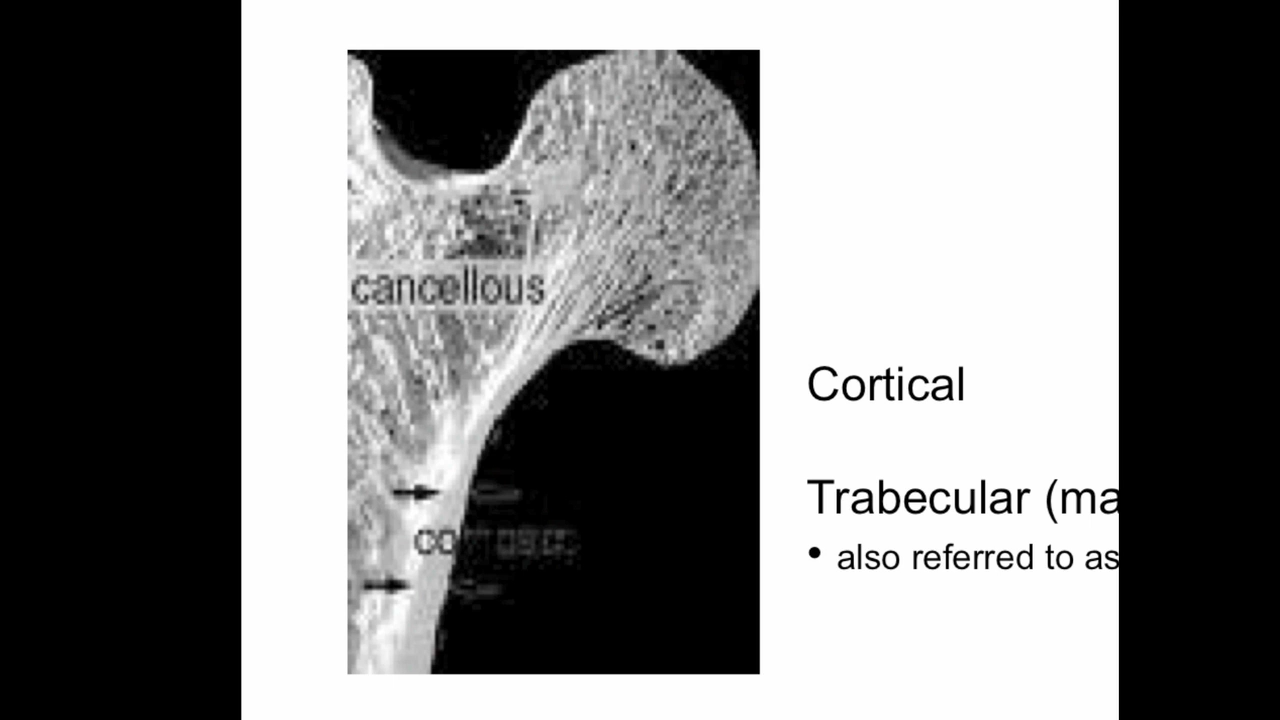 cancellous
Cortical
Trabecular (ma
• also referred to as